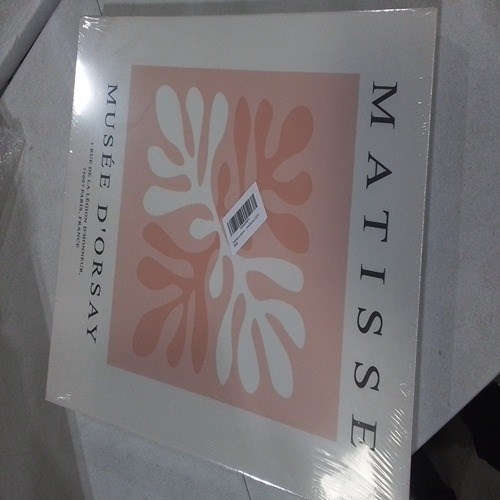 MATISSE
MUSÉE D'ORSAY
1 RUE DE LA LÉGION D'HONNEUR,
75007 PARIS, FRANCE